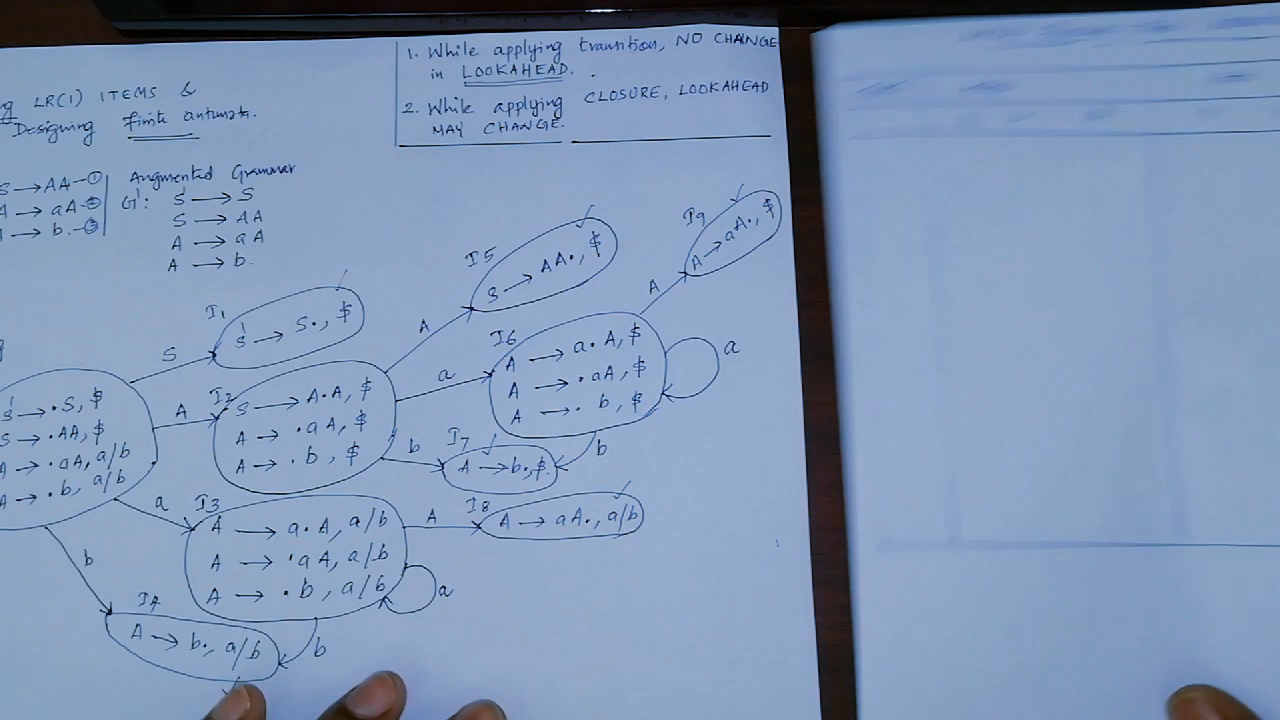 1. While applying transition, NO CHANGE
in LOOKAHEAD.
2. While applying CLOSURE, LOOKAHEAD
MAY CHANGE.
LR(1) ITEMS &
Designing finite automata.
S → AA - ①
A → aA - ②
→ b. - ③
Augmented Grammar
G': S' → S
S → AA
A → aA
A → b.
I1
S' → S., $
I5
S → AA., $
I9
A → aA., $
S' → .S, $
S → .AA, $
A → .aA, a/b
A → .b, a/b
S
A
a
b
I2
S → A.A, $
A → .aA, $
A → .b, $
A
a
b
I6
A → a.A, $
A → .aA, $
A → .b, $
A
a
b
I7
A → b., $
I3
A → a.A, a/b
A → .aA, a/b
A → .b, a/b
A
a
b
I8
A → aA., a/b
I4
A → b., a/b